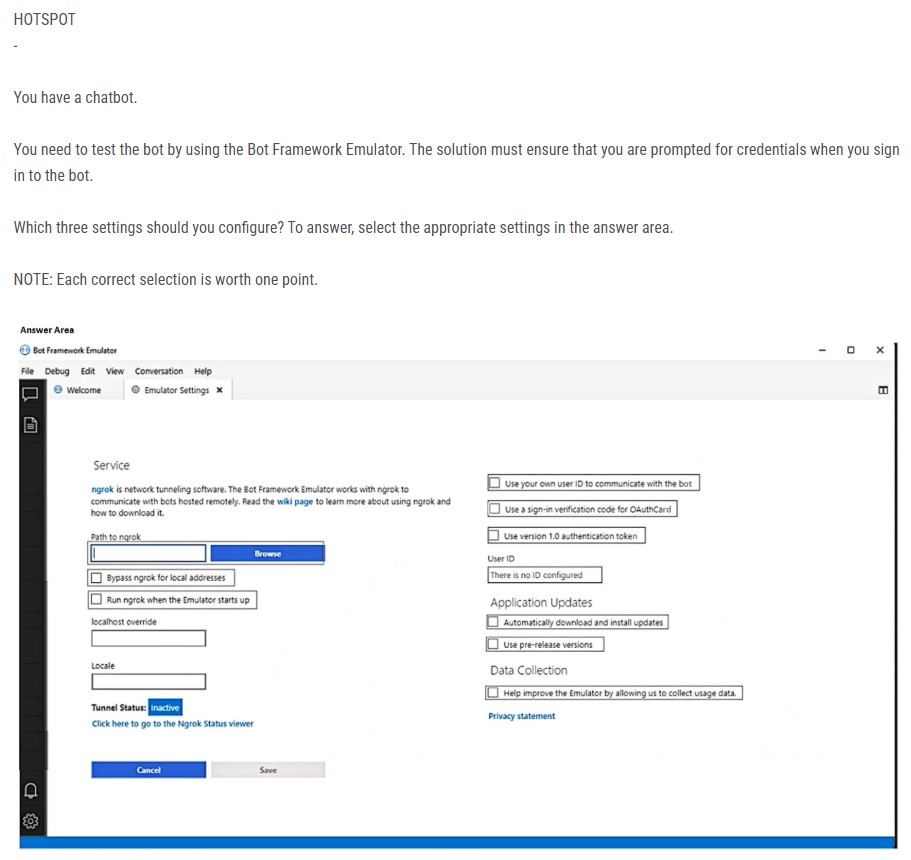 HOTSPOT
-
You have a chatbot.
You need to test the bot by using the Bot Framework Emulator. The solution must ensure that you are prompted for credentials when you sign
in to the bot.
Which three settings should you configure? To answer, select the appropriate settings in the answer area.
NOTE: Each correct selection is worth one point.
Answer Area
Bot Framework Emulator
File Debug Edit View Conversation Help
Welcome Emulator Settings
Service
ngrok is network tunneling software. The Bot Framework Emulator works with ngrok to
communicate with bots hosted remotely. Read the wiki page to learn more about using ngrok and
how to download it.
Path to ngrok
Browse
Bypass ngrok for local addresses
Run ngrok when the Emulator starts up
localhost override
Locale
Tunnel Status: Inactive
Click here to go to the Ngrok Status viewer
Cancel Save
Use your own user ID to communicate with the bot
Use a sign-in verification code for OAuthCard
Use version 1.0 authentication token
User ID
There is no ID configured
Application Updates
Automatically download and install updates
Use pre-release versions
Data Collection
Help improve the Emulator by allowing us to collect usage data.
Privacy statement